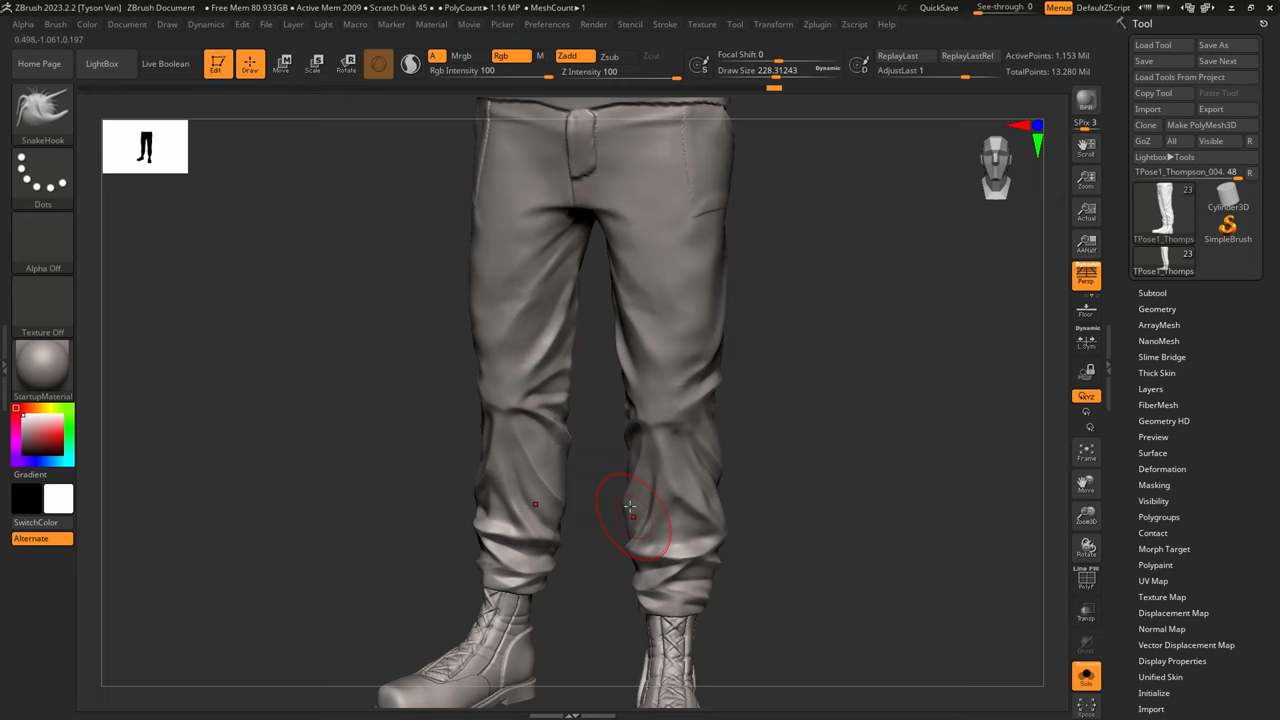 ZBrush 2023.2.2 [Tyson Van] ZBrush Document ● Free Mem 80.933GB ● Active Mem 2009 ● Scratch Disk 45 ● PolyCount▸1.16 MP ● MeshCount▸1 AC QuickSave See-through 0 Menus DefaultZScript
Alpha Brush Color Document Draw Dynamics Edit File Layer Light Macro Marker Material Movie Picker Preferences Render Stencil Stroke Texture Tool Transform Zplugin Zscript Help
Tool
0.498,-1.061,0.197
Home Page LightBox Live Boolean Edit Draw Move Scale Rotate
A Mrgb Rgb M Zadd Zsub Zcut
Rgb Intensity 100 Z Intensity 100
Focal Shift 0
Draw Size 228.31243 Dynamic
S
D
ReplayLast ReplayLastRel ActivePoints: 1.153 Mil
AdjustLast 1 TotalPoints: 13.280 Mil
SnakeHook
Dots
Alpha Off
Texture Off
StartupMaterial
Gradient
SwitchColor
Alternate
BPR
SPix 3
Scroll
Zoom
Actual
AAHalf
Dynamic
Persp
Floor
Dynamic
L.Sym
XYZ
Frame
Move
Zoom3D
Rotate
Line Fill
PolyF
Transp
Ghost
Dynamic
Solo
Xpose
Load Tool Save As
Save Save Next
Load Tools From Project
Copy Tool Paste Tool
Import Export
Clone Make PolyMesh3D
GoZ All Visible R
Lightbox▸Tools
TPose1_Thompson_004. 48 R
23
TPose1_Thomps
Cylinder3D
SimpleBrush
23
TPose1_Thomps
Subtool
Geometry
ArrayMesh
NanoMesh
Slime Bridge
Thick Skin
Layers
FiberMesh
Geometry HD
Preview
Surface
Deformation
Masking
Visibility
Polygroups
Contact
Morph Target
Polypaint
UV Map
Texture Map
Displacement Map
Normal Map
Vector Displacement Map
Display Properties
Unified Skin
Initialize
Import